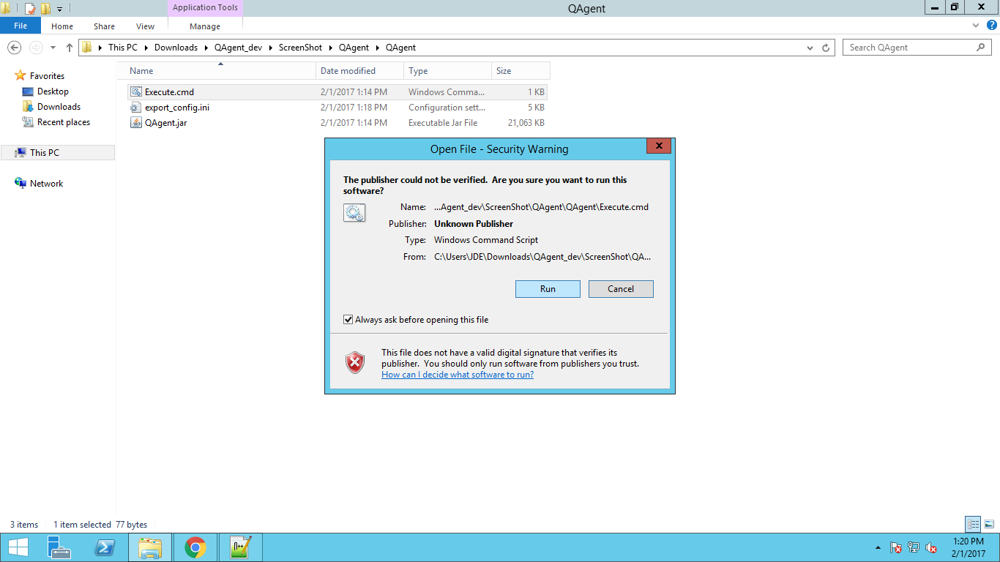 Application Tools
QAgent
File
Home
Share
View
Manage
This PC
Downloads
QAgent_dev
ScreenShot
QAgent
QAgent
Search QAgent
Name
Date modified
Type
Size
Favorites
Desktop
Downloads
Recent places
This PC
Network
Execute.cmd 2/1/2017 1:14 PM Windows Comma... 1 KB
export_config.ini 2/1/2017 1:18 PM Configuration sett... 5 KB
QAgent.jar 2/1/2017 1:14 PM Executable Jar File 21,063 KB
Open File - Security Warning
The publisher could not be verified. Are you sure you want to run this
software?
Name: ...Agent_dev\ScreenShot\QAgent\QAgent\Execute.cmd
Publisher: Unknown Publisher
Type: Windows Command Script
From: C:\Users\JDE\Downloads\QAgent_dev\ScreenShot\QA...
Run
Cancel
Always ask before opening this file
This file does not have a valid digital signature that verifies its
publisher. You should only run software from publishers you trust.
How can I decide what software to run?
3 items 1 item selected 77 bytes
1:20 PM
2/1/2017